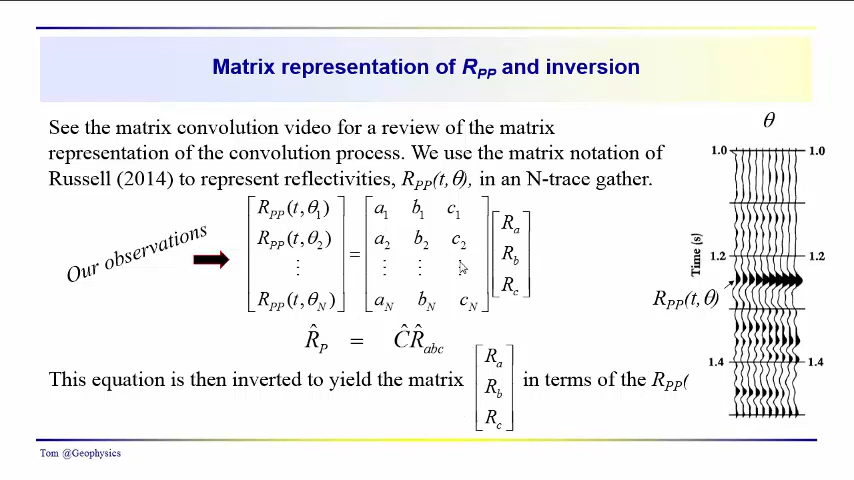 Matrix representation of R_PP and inversion
See the matrix convolution video for a review of the matrix
representation of the convolution process. We use the matrix notation of
Russell (2014) to represent reflectivities, R_PP(t,θ), in an N-trace gather.
Our observations
[R_PP(t,θ_1)] [a_1 b_1 c_1] [R_a]
[R_PP(t,θ_2)] = [a_2 b_2 c_2] [R_b]
[⋮] [⋮ ⋮ ⋮] [R_c]
[R_PP(t,θ_N)] [a_N b_N c_N]
R̂_P = ĈR̂_abc
This equation is then inverted to yield the matrix [R_a R_b R_c] in terms of the R_PP(
θ
1.0 1.0
1.2 1.2
Time (s)
R_PP(t,θ)
1.4 1.4
Tom @Geophysics